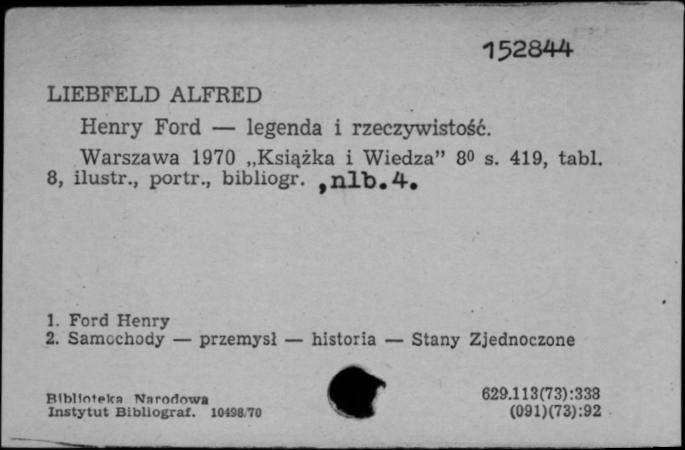 152844
LIEBFELD ALFRED
Henry Ford — legenda i rzeczywistość.
Warszawa 1970 „Książka i Wiedza” 8⁰ s. 419, tabl.
8, ilustr., portr., bibliogr. ,nlb.4.
1. Ford Henry
2. Samochody — przemysł — historia — Stany Zjednoczone
Biblioteka Narodowa
Instytut Bibliograf. 10498/70
629.113(73):338
(091)(73):92